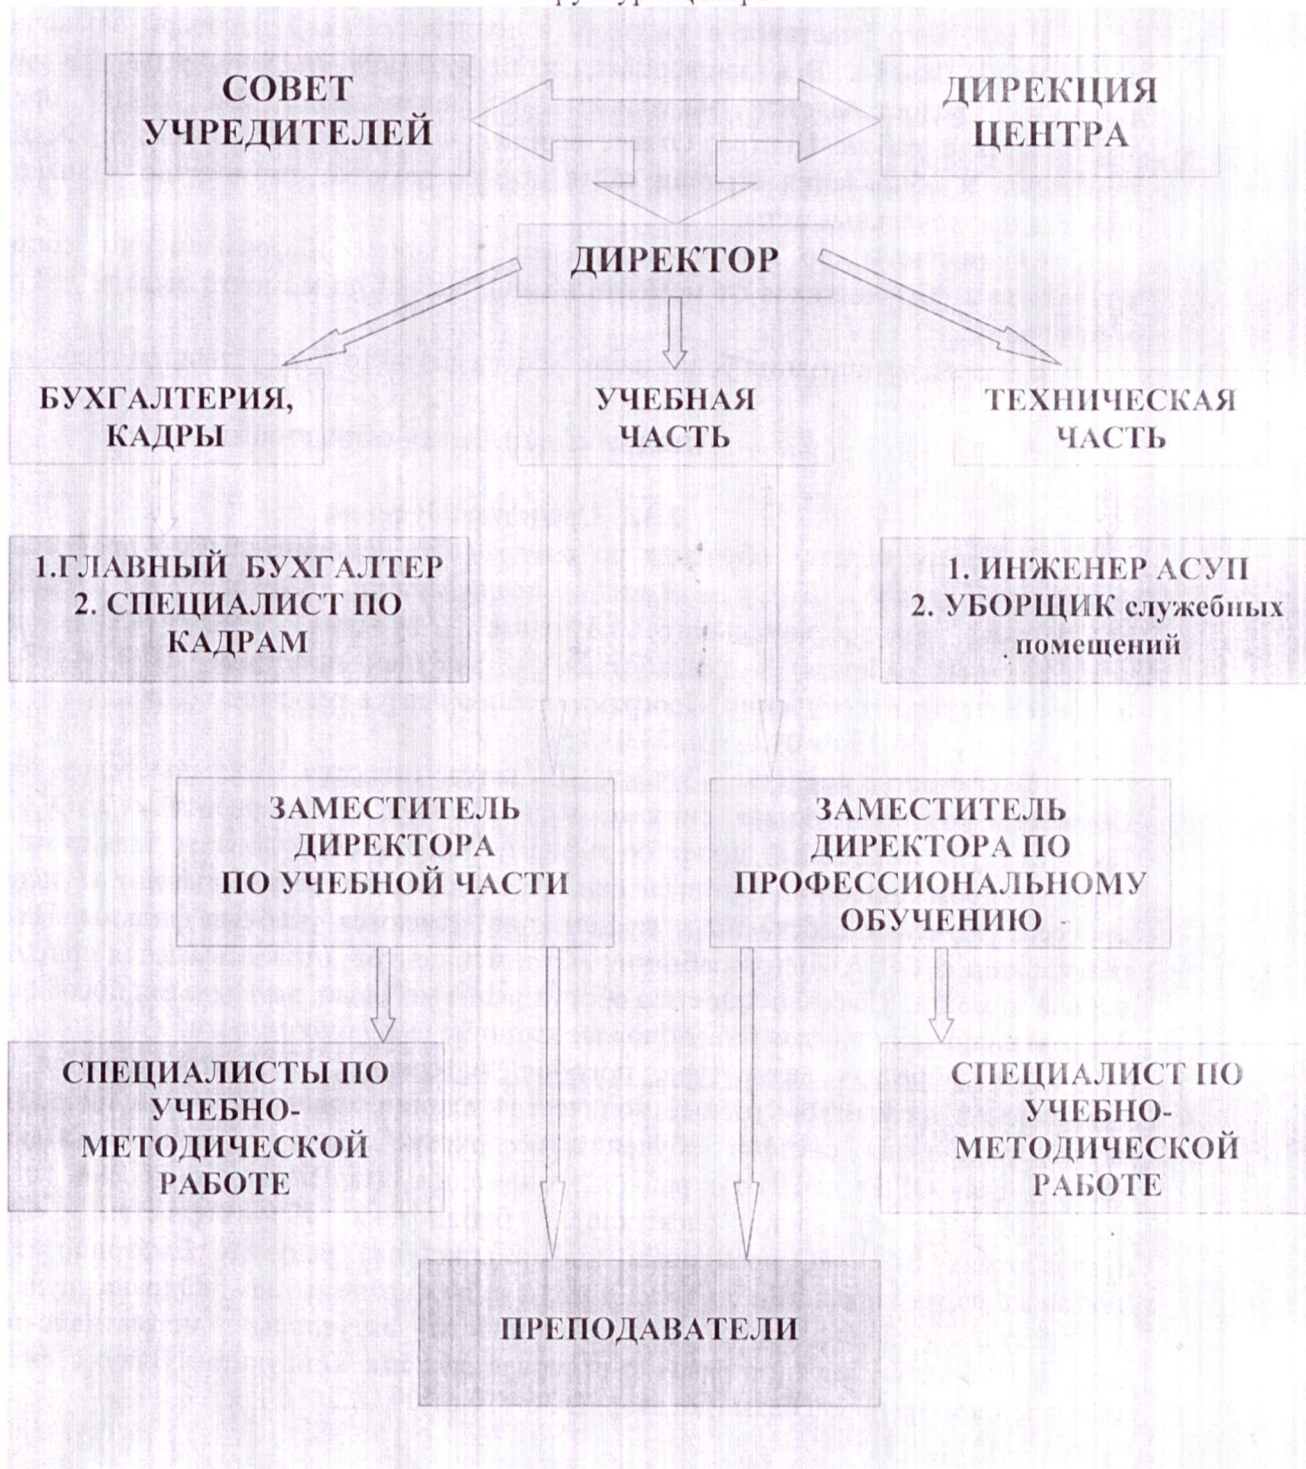 СОВЕТ
УЧРЕДИТЕЛЕЙ
ДИРЕКЦИЯ
ЦЕНТРА
ДИРЕКТОР
БУХГАЛТЕРИЯ,
КАДРЫ
УЧЕБНАЯ
ЧАСТЬ
ТЕХНИЧЕСКАЯ
ЧАСТЬ
1.ГЛАВНЫЙ БУХГАЛТЕР
2. СПЕЦИАЛИСТ ПО
КАДРАМ
1. ИНЖЕНЕР АСУП
2. УБОРЩИК служебных
помещений
ЗАМЕСТИТЕЛЬ
ДИРЕКТОРА
ПО УЧЕБНОЙ ЧАСТИ
ЗАМЕСТИТЕЛЬ
ДИРЕКТОРА ПО
ПРОФЕССИОНАЛЬНОМУ
ОБУЧЕНИЮ
СПЕЦИАЛИСТЫ ПО
УЧЕБНО-
МЕТОДИЧЕСКОЙ
РАБОТЕ
СПЕЦИАЛИСТ ПО
УЧЕБНО-
МЕТОДИЧЕСКОЙ
РАБОТЕ
ПРЕПОДАВАТЕЛИ